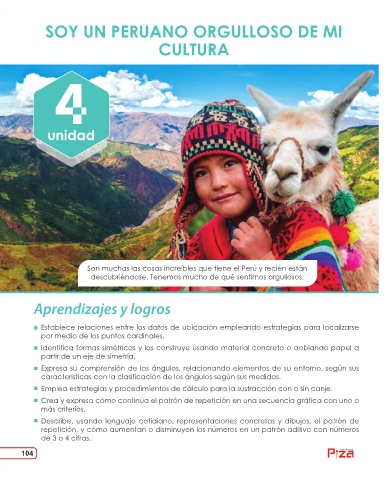 SOY UN PERUANO ORGULLOSO DE MI
CULTURA
4
unidad
Son muchas las cosas increíbles que tiene el Perú y recién están
descubriéndose. Tenemos mucho de qué sentirnos orgullosos.
Aprendizajes y logros
Establece relaciones entre los datos de ubicación empleando estrategias para localizarse
por medio de los puntos cardinales.
Identifica formas simétricas y las construye usando material concreto o doblando papel a
partir de un eje de simetría.
Expresa su comprensión de los ángulos, relacionando elementos de su entorno, según sus
características con la clasificación de los ángulos según sus medidas.
Emplea estrategias y procedimientos de cálculo para la sustracción con o sin canje.
Crea y expresa cómo continúa el patrón de repetición en una secuencia gráfica con uno o
más criterios.
Describe, usando lenguaje cotidiano, representaciones concretas y dibujos, el patrón de
repetición, y cómo aumentan o disminuyen los números en un patrón aditivo con números
de 3 o 4 cifras.
104
Piza